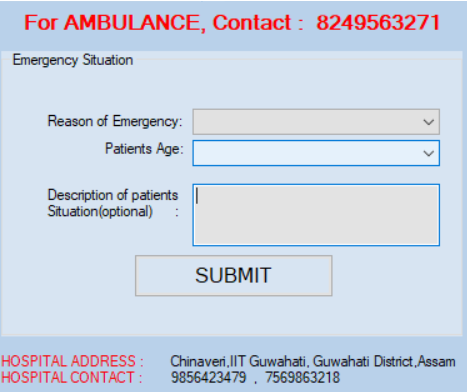 For AMBULANCE, Contact : 8249563271
Emergency Situation
Reason of Emergency:
Patients Age:
Description of patients
Situation(optional) :
SUBMIT
HOSPITAL ADDRESS : Chinaveri,IIT Guwahati, Guwahati District,Assam
HOSPITAL CONTACT : 9856423479 , 7569863218